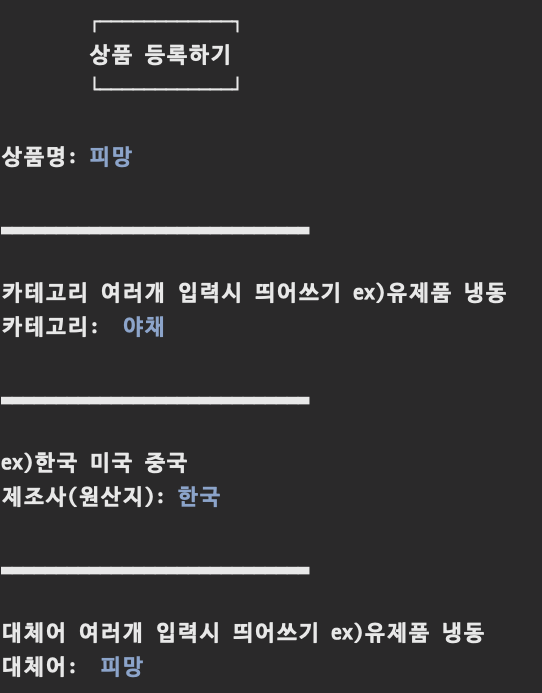 상품 등록하기
상품명: 피망
카테고리 여러개 입력시 띄어쓰기 ex)유제품 냉동
카테고리: 야채
ex)한국 미국 중국
제조사(원산지): 한국
대체어 여러개 입력시 띄어쓰기 ex)유제품 냉동
대체어: 피망